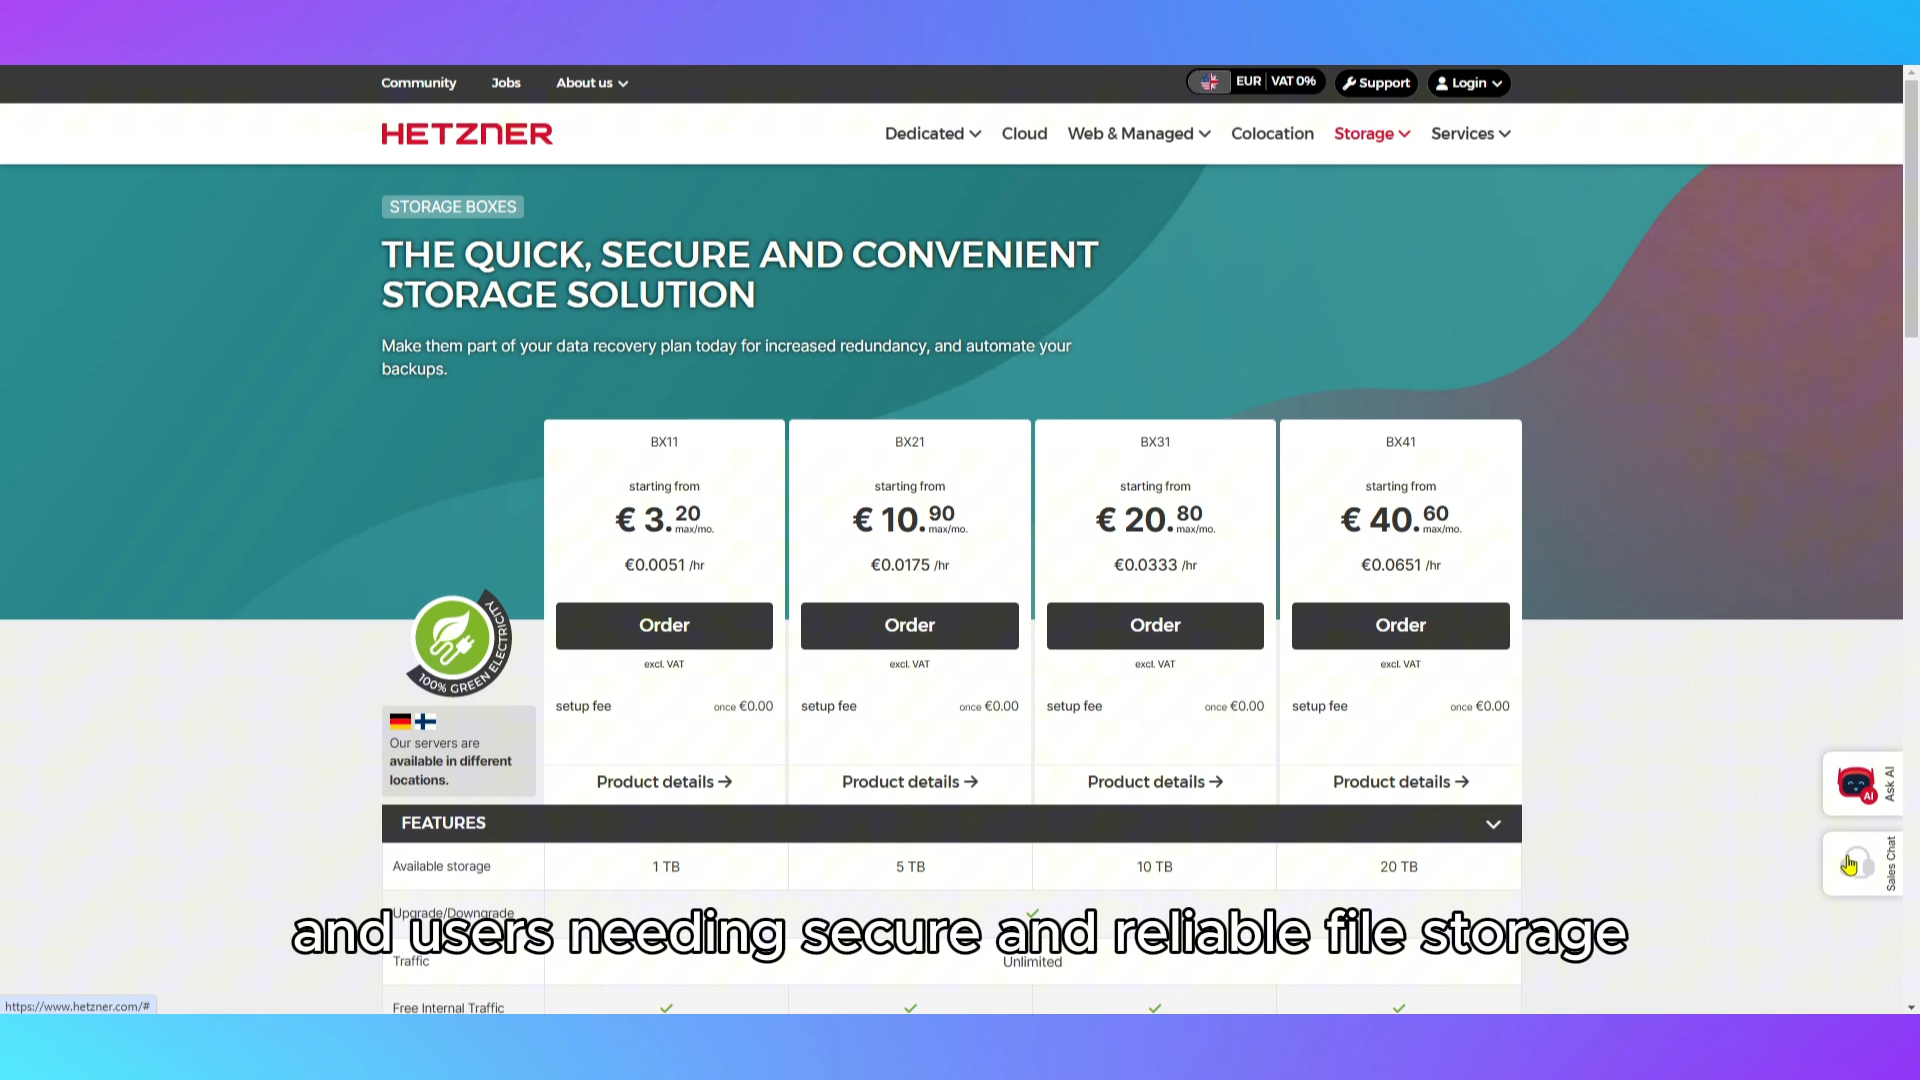 Community Jobs About us
EUR VAT 0% Support Login
HETZNER
Dedicated Cloud Web & Managed Colocation Storage Services
STORAGE BOXES
THE QUICK, SECURE AND CONVENIENT
STORAGE SOLUTION
Make them part of your data recovery plan today for increased redundancy, and automate your
backups.
BX11 BX21 BX31 BX41
starting from starting from starting from starting from
€ 3.20 max/mo. € 10.90 max/mo. € 20.80 max/mo. € 40.60 max/mo.
€0.0051 /hr €0.0175 /hr €0.0333 /hr €0.0651 /hr
Order Order Order Order
excl. VAT excl. VAT excl. VAT excl. VAT
100% GREEN ELECTRICITY
setup fee once €0.00 setup fee once €0.00 setup fee once €0.00 setup fee once €0.00
Our servers are
available in different
locations.
Product details → Product details → Product details → Product details →
AI
Ask AI
FEATURES
Sales Chat
Available storage 1 TB 5 TB 10 TB 20 TB
Upgrade/Downgrade
and users needing secure and reliable file storage
Traffic Unlimited
Free Internal Traffic
https://www.hetzner.com/#